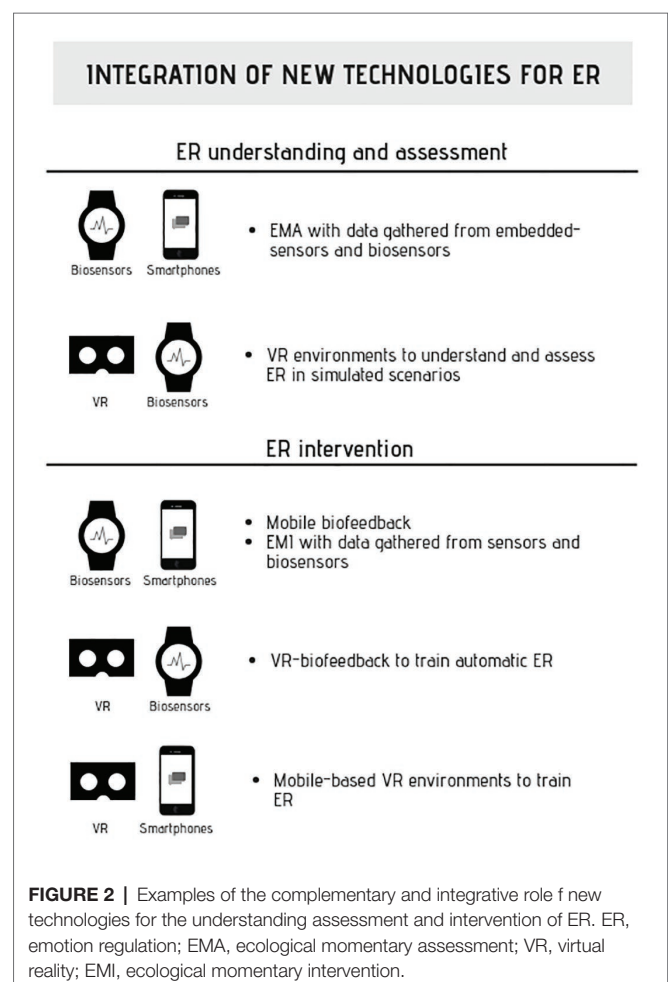 INTEGRATION OF NEW TECHNOLOGIES FOR ER
ER understanding and assessment
Biosensors Smartphones
• EMA with data gathered from embedded-
sensors and biosensors
VR Biosensors
• VR environments to understand and assess
ER in simulated scenarios
ER intervention
Biosensors Smartphones
• Mobile biofeedback
• EMI with data gathered from sensors and
biosensors
VR Biosensors
• VR-biofeedback to train automatic ER
VR Smartphones
• Mobile-based VR environments to train
ER
FIGURE 2 | Examples of the complementary and integrative role f new
technologies for the understanding assessment and intervention of ER. ER,
emotion regulation; EMA, ecological momentary assessment; VR, virtual
reality; EMI, ecological momentary intervention.